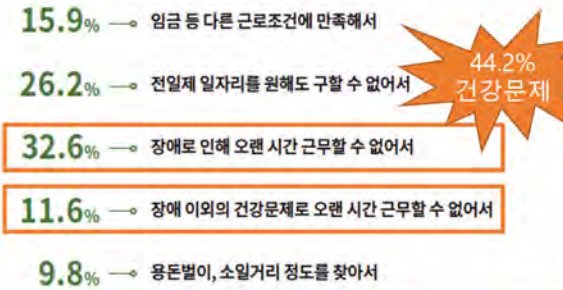 15.9% 임금 등 다른 근로조건에 만족해서
26.2% 전일제 일자리를 원해도 구할 수 없어서
44.2%
건강문제
32.6% 장애로 인해 오랜 시간 근무할 수 없어서
11.6% 장애 이외의 건강문제로 오랜 시간 근무할 수 없어서
9.8% 용돈벌이, 소일거리 정도를 찾아서